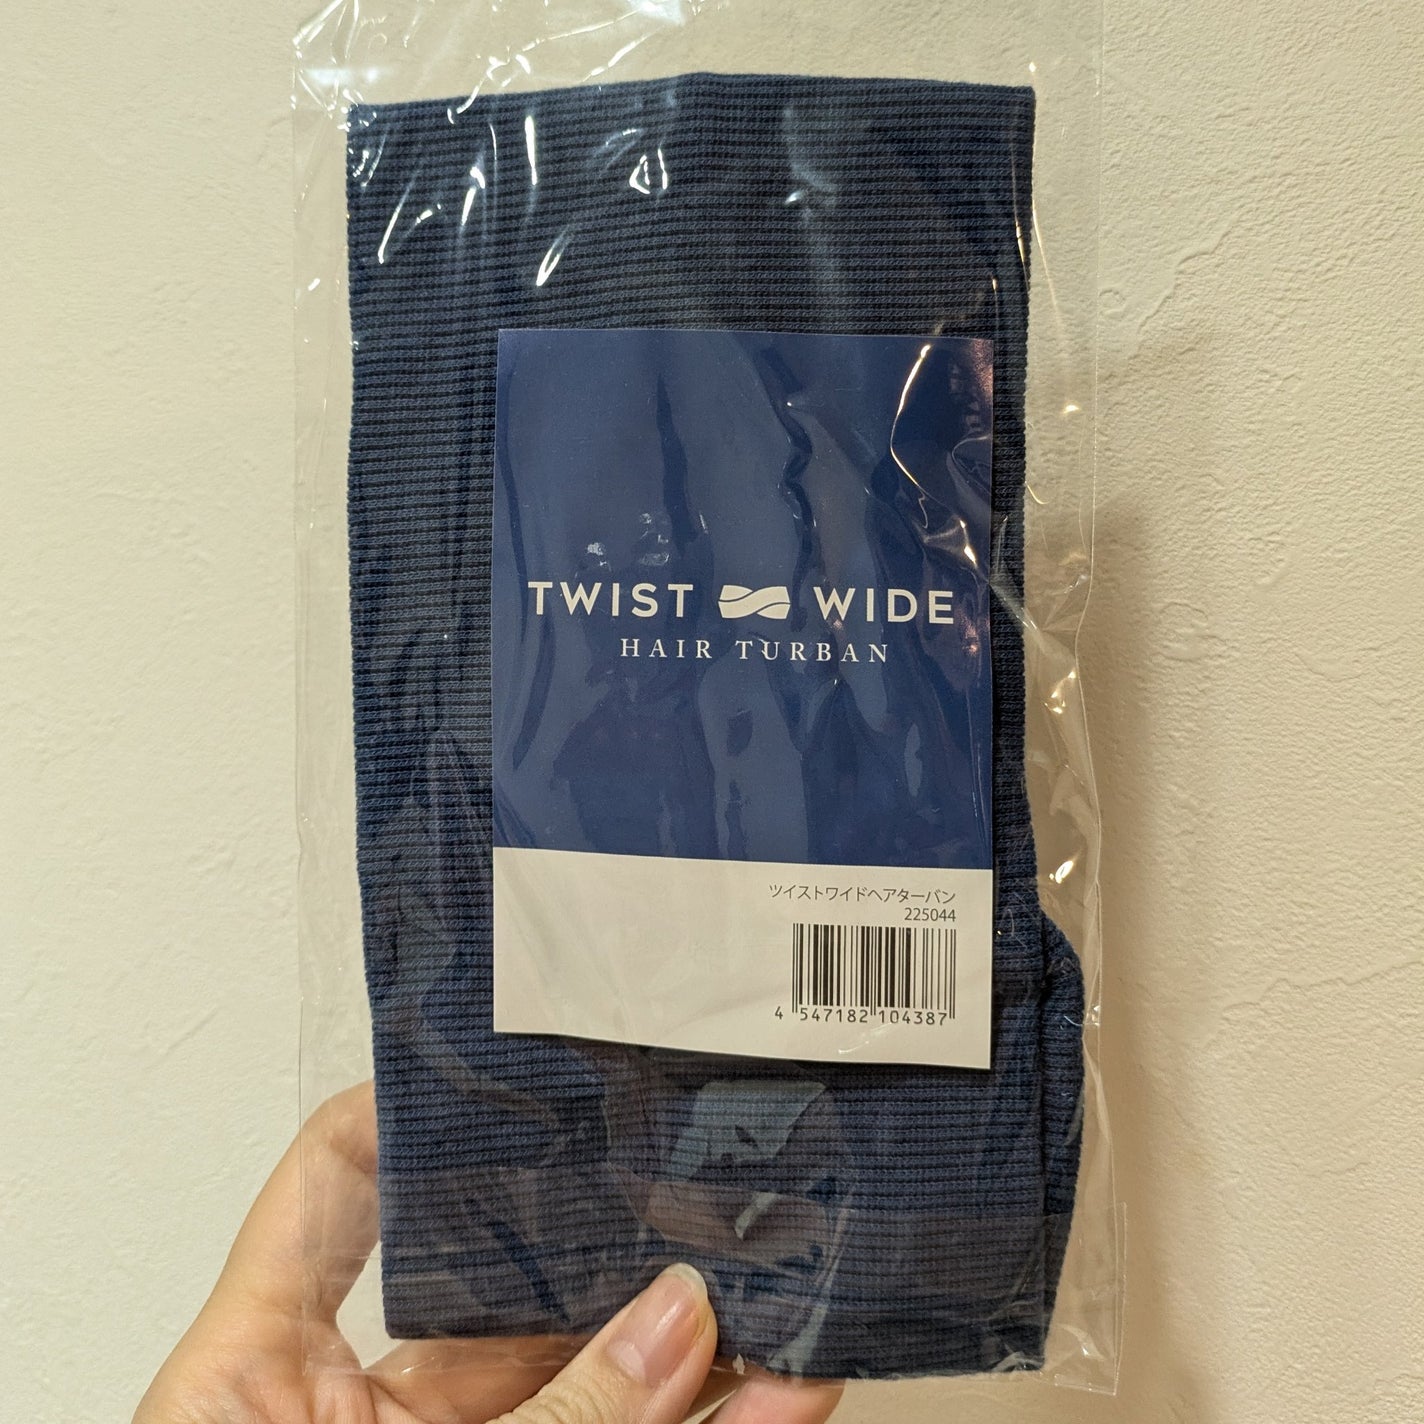 TWIST WIDE
HAIR TURBAN
ツイストワイドヘアターバン
225044
4 547182 104387